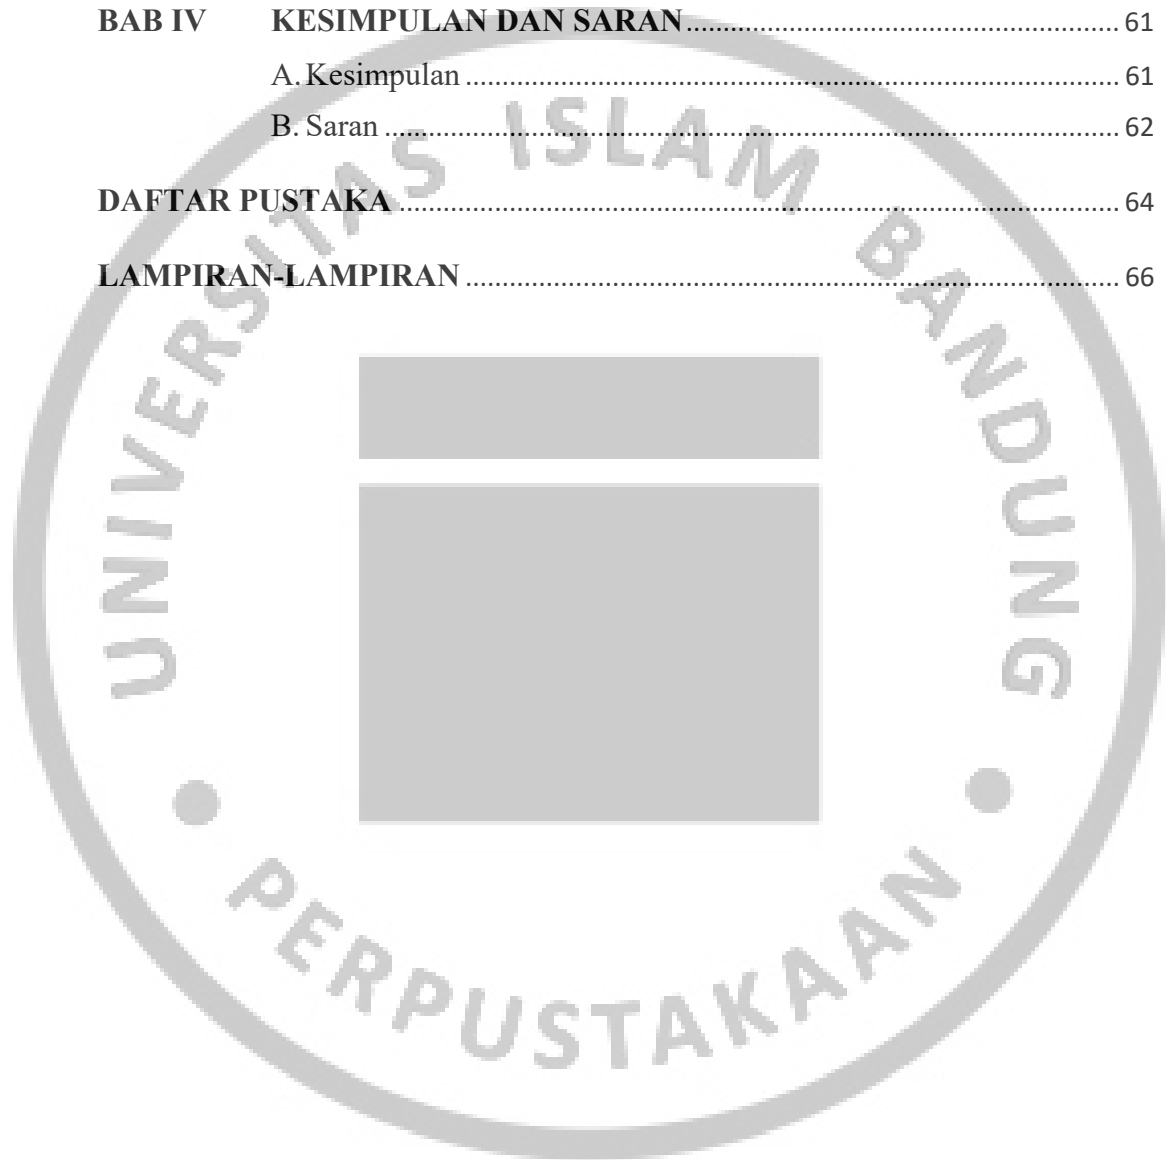 BAB IV KESIMPULAN DAN SARAN........................................................... 61
A. Kesimpulan ........................................................................................ 61
B. Saran ................................................................................................... 62
DAFTAR PUSTAKA ................................................................................................. 64
LAMPIRAN-LAMPIRAN ........................................................................................ 66
UNIVERSITAS ISLAM BANDUNG
PERPUSTAKAAN